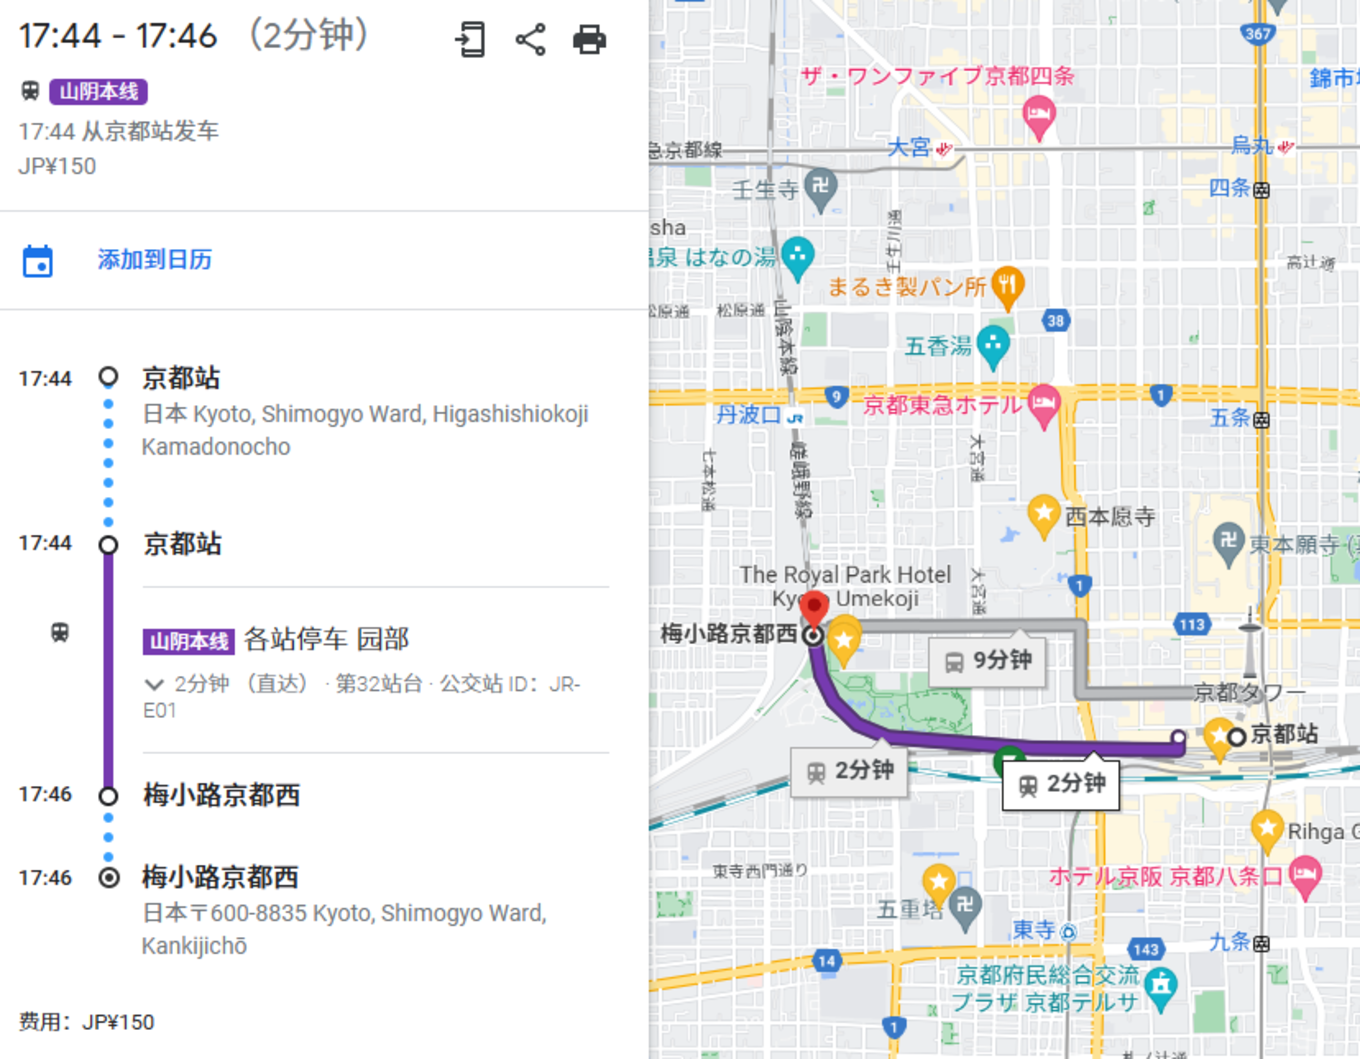 17:44 - 17:46 （2分钟）
山阴本线
17:44 从京都站发车
JP¥150
添加到日历
17:44 京都站
日本 Kyoto, Shimogyo Ward, Higashishiokoji
Kamadonocho
17:44 京都站
山阴本线 各站停车 园部
2分钟 （直达） · 第32站台 · 公交站 ID： JR-
E01
17:46 梅小路京都西
17:46 梅小路京都西
日本〒600-8835 Kyoto, Shimogyo Ward,
Kankijichō
费用：JP¥150
367
ザ・ワンファイブ京都四条
錦市
急京都線
大宮
烏丸
壬生寺
四条
壬生川通
sha
温泉 はなの湯
高辻通
まるき製パン所
松原通
松原通
山陰本線
38
五香湯
9
1
京都東急ホテル
丹波口
五条
七本松通
嵯峨野線
大宮通
西本愿寺
東本願寺
The Royal Park Hotel
Kyo Umekoji
大宮通
1
113
梅小路京都西
9分钟
京都タワー
京都站
2分钟
2分钟
Rihga G
東寺西門通り
ホテル京阪 京都八条口
五重塔
東寺
143
九条
14
京都府民総合交流
プラザ 京都テルサ
1
札ノ辻通